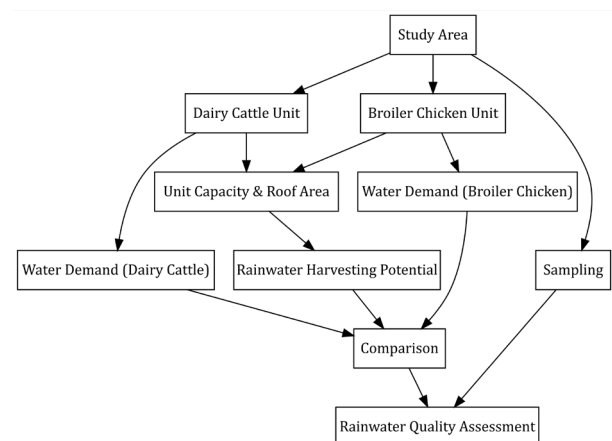 Study Area
Dairy Cattle Unit
Broiler Chicken Unit
Unit Capacity & Roof Area
Water Demand (Broiler Chicken)
Water Demand (Dairy Cattle)
Rainwater Harvesting Potential
Sampling
Comparison
Rainwater Quality Assessment